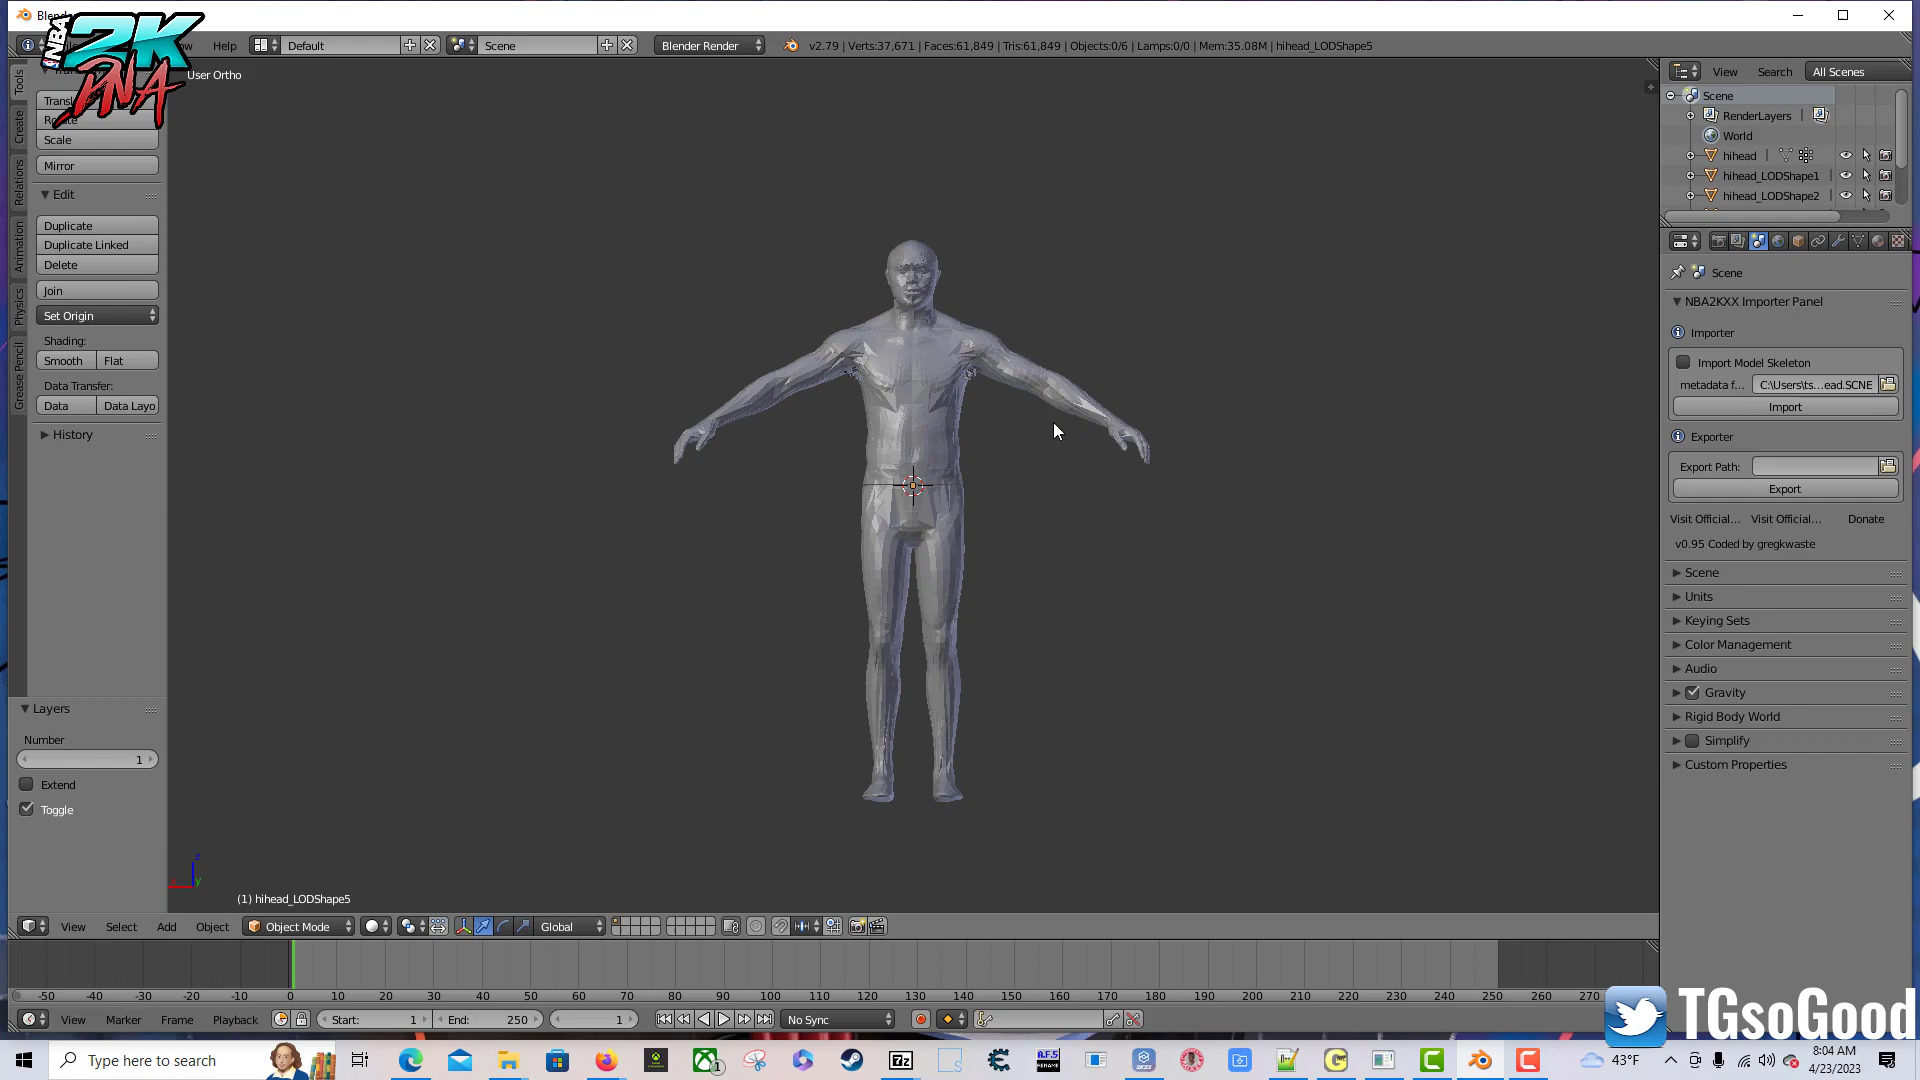 Blen
NBA 2K DNA
w Help Default Scene Blender Render v2.79 | Verts:37,671 | Faces:61,849 | Tris:61,849 | Objects:0/6 | Lamps:0/0 | Mem:35.08M | hihead_LODShape5
User Ortho
Tools
Create
Relations
Animation
Physics
Grease Pencil
Transl
Rotate
Scale
Mirror
Edit
Duplicate
Duplicate Linked
Delete
Join
Set Origin
Shading:
Smooth Flat
Data Transfer:
Data Data Layo
History
Layers
Number
1
Extend
Toggle
z
y
(1) hihead_LODShape5
View Select Add Object Object Mode Global
View Search All Scenes
Scene
RenderLayers
World
hihead
hihead_LODShape1
hihead_LODShape2
Scene
NBA2KXX Importer Panel
Importer
Import Model Skeleton
metadata f... C:\Users\ts...ead.SCNE
Import
Exporter
Export Path:
Export
Visit Official... Visit Official... Donate
v0.95 Coded by gregkwaste
Scene
Units
Keying Sets
Color Management
Audio
Gravity
Rigid Body World
Simplify
Custom Properties
-50 -40 -30 -20 -10 0 10 20 30 40 50 60 70 80 90 100 110 120 130 140 150 160 170 180 190 200 210 220 230 240 250 260 270
View Marker Frame Playback Start: 1 End: 250 1 No Sync
TGsoGood
Type here to search
7z
A.F.S
RENAME
43°F
8:04 AM
4/23/2023